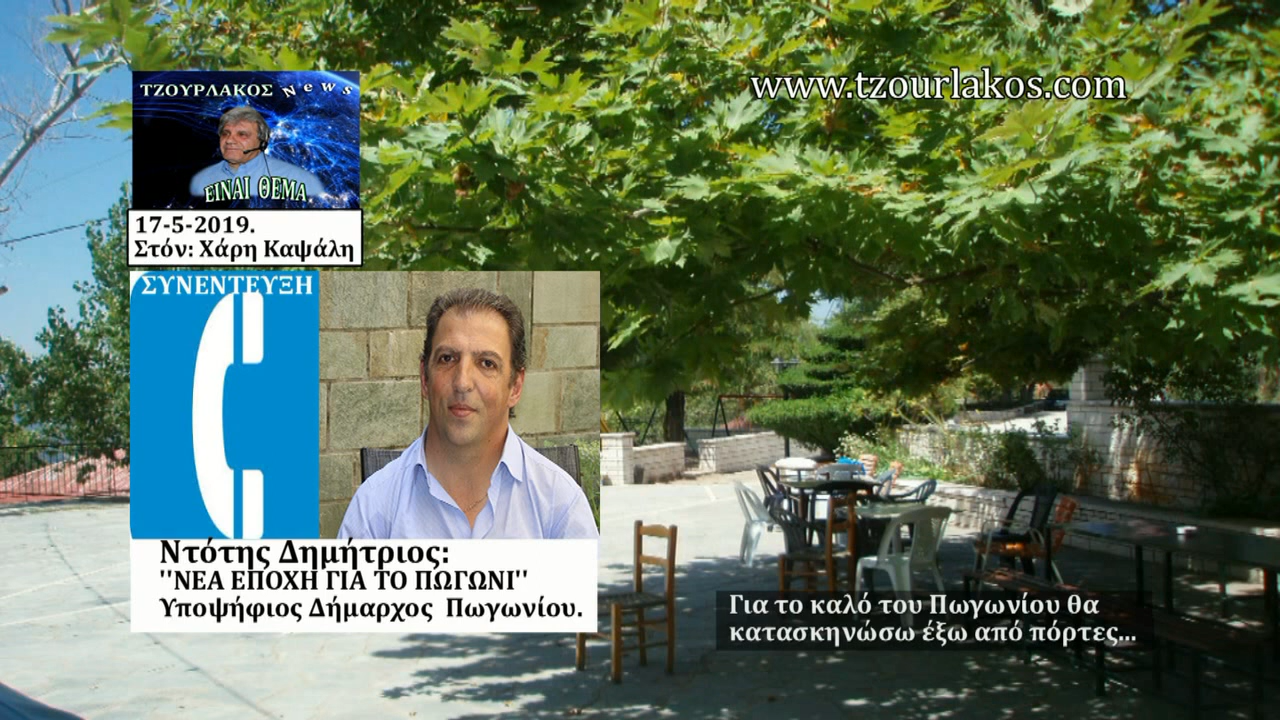 www.tzourlakos.com
ΤΖΟΥΡΛΑΚΟΣ News
ΕΙΝΑΙ ΘΕΜΑ
17-5-2019.
Στόν: Χάρη Καψάλη
ΣΥΝΕΝΤΕΥΞΗ
Ντότης Δημήτριος:
''ΝΕΑ ΕΠΟΧΗ ΓΙΑ ΤΟ ΠΩΓΩΝΙ''
Υποψήφιος Δήμαρχος Πωγωνίου.
Για το καλό του Πωγωνίου θα
κατασκηνώσω έξω από πόρτες...